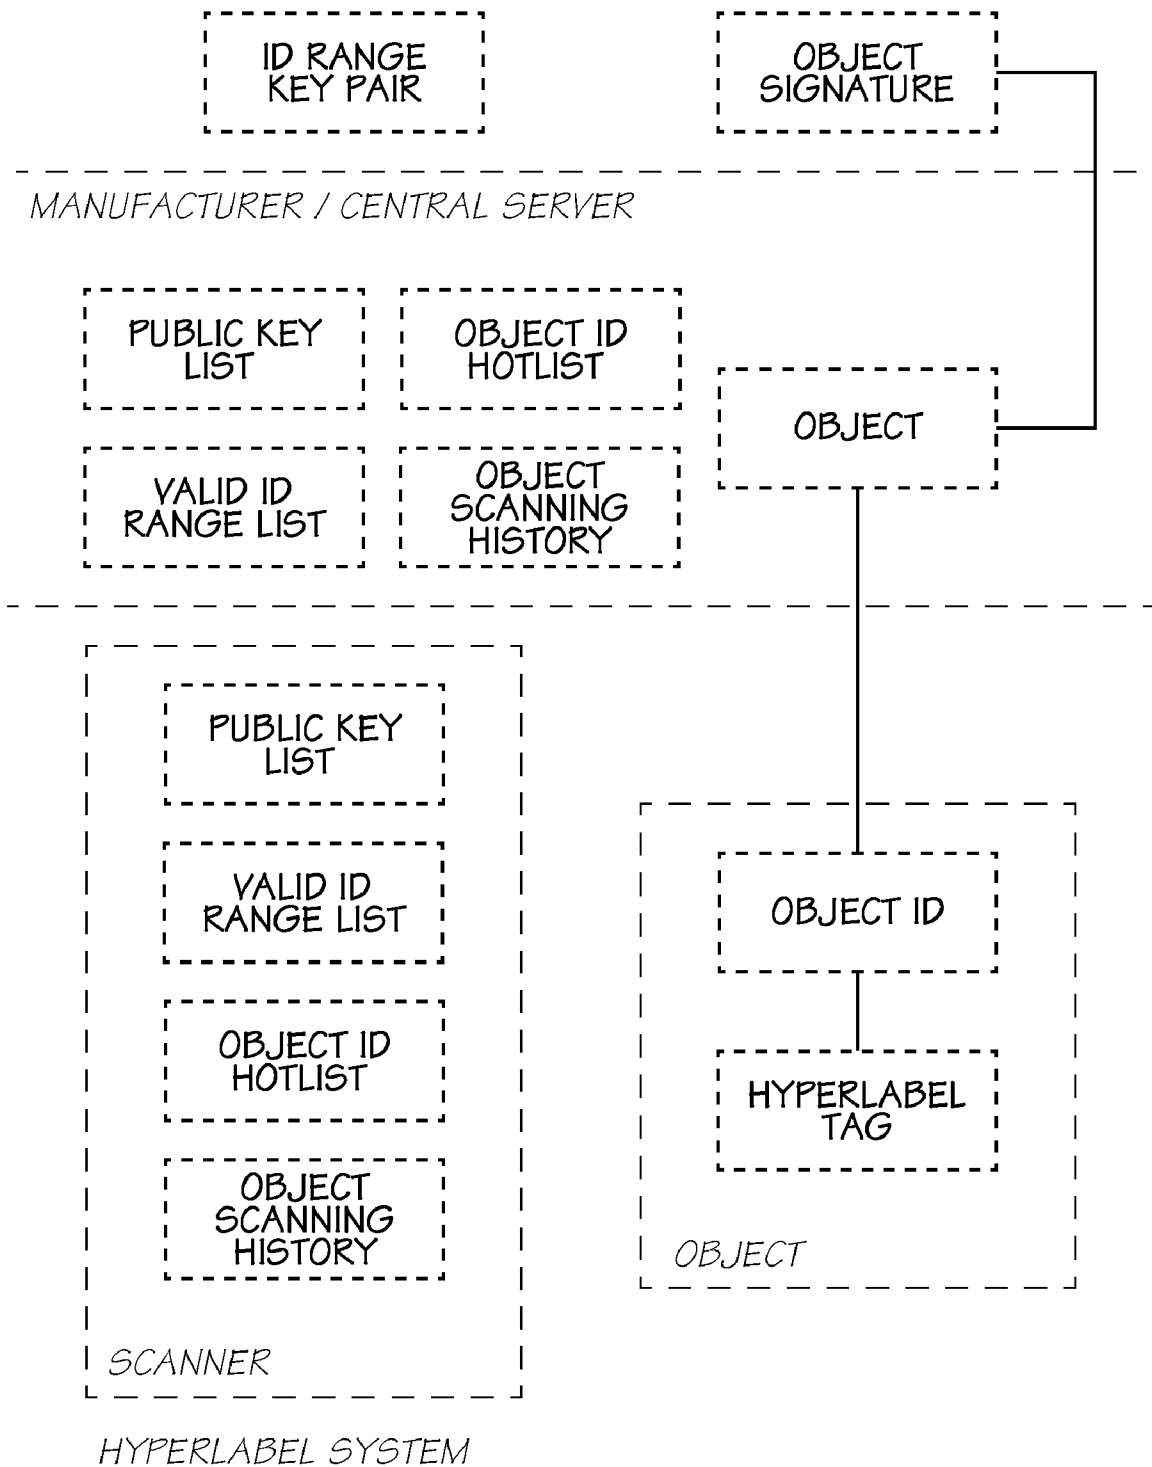 ID RANGE
KEY PAIR
OBJECT
SIGNATURE
MANUFACTURER / CENTRAL SERVER
PUBLIC KEY
LIST
OBJECT ID
HOTLIST
OBJECT
VALID ID
RANGE LIST
OBJECT
SCANNING
HISTORY
PUBLIC KEY
LIST
VALID ID
RANGE LIST
OBJECT ID
HOTLIST
OBJECT
SCANNING
HISTORY
SCANNER
OBJECT ID
HYPERLABEL
TAG
OBJECT
HYPERLABEL SYSTEM